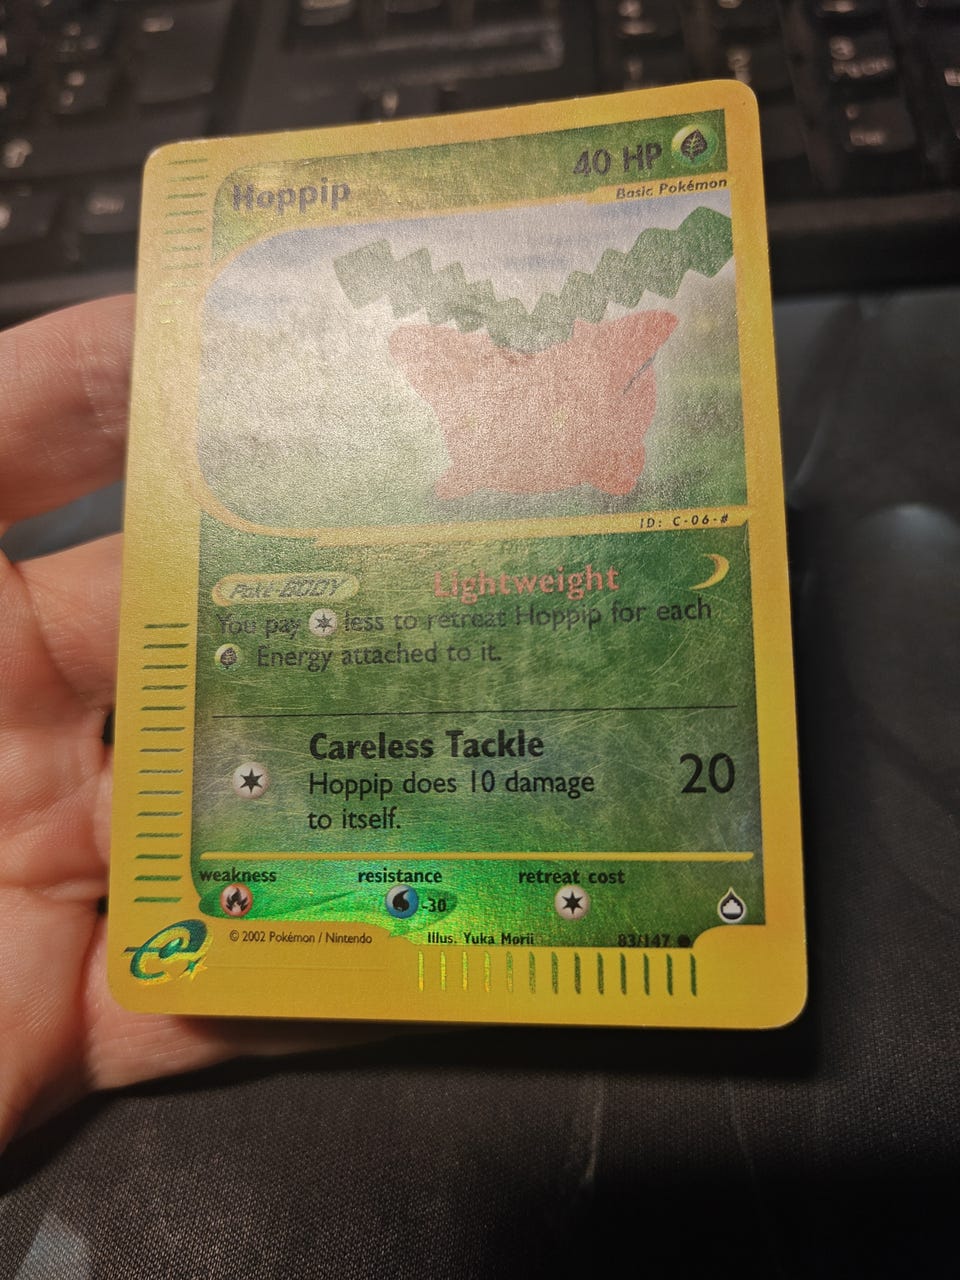 Hoppip
40 HP
Basic Pokémon
ID: C-06-#
Poké-BODY Lightweight
You pay less to retreat Hoppip for each
Energy attached to it.
Careless Tackle
20
Hoppip does 10 damage
to itself.
weakness resistance retreat cost
-30
© 2002 Pokémon / Nintendo Illus. Yuka Morii 83/147
e